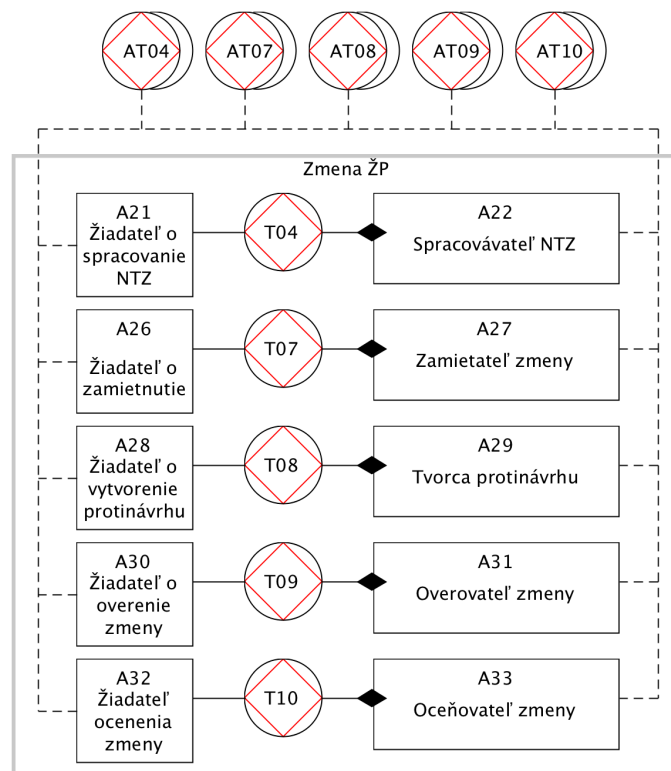 AT04 AT07 AT08 AT09 AT10
Zmena ŽP
A21
Žiadateľ o
spracovanie
NTZ
T04
A22
Spracovávateľ NTZ
A26
Žiadateľ o
zamietnutie
T07
A27
Zamietateľ zmeny
A28
Žiadateľ o
vytvorenie
protinávrhu
T08
A29
Tvorca protinávrhu
A30
Žiadateľ o
overenie
zmeny
T09
A31
Overovateľ zmeny
A32
Žiadateľ
ocenenia
zmeny
T10
A33
Oceňovateľ zmeny